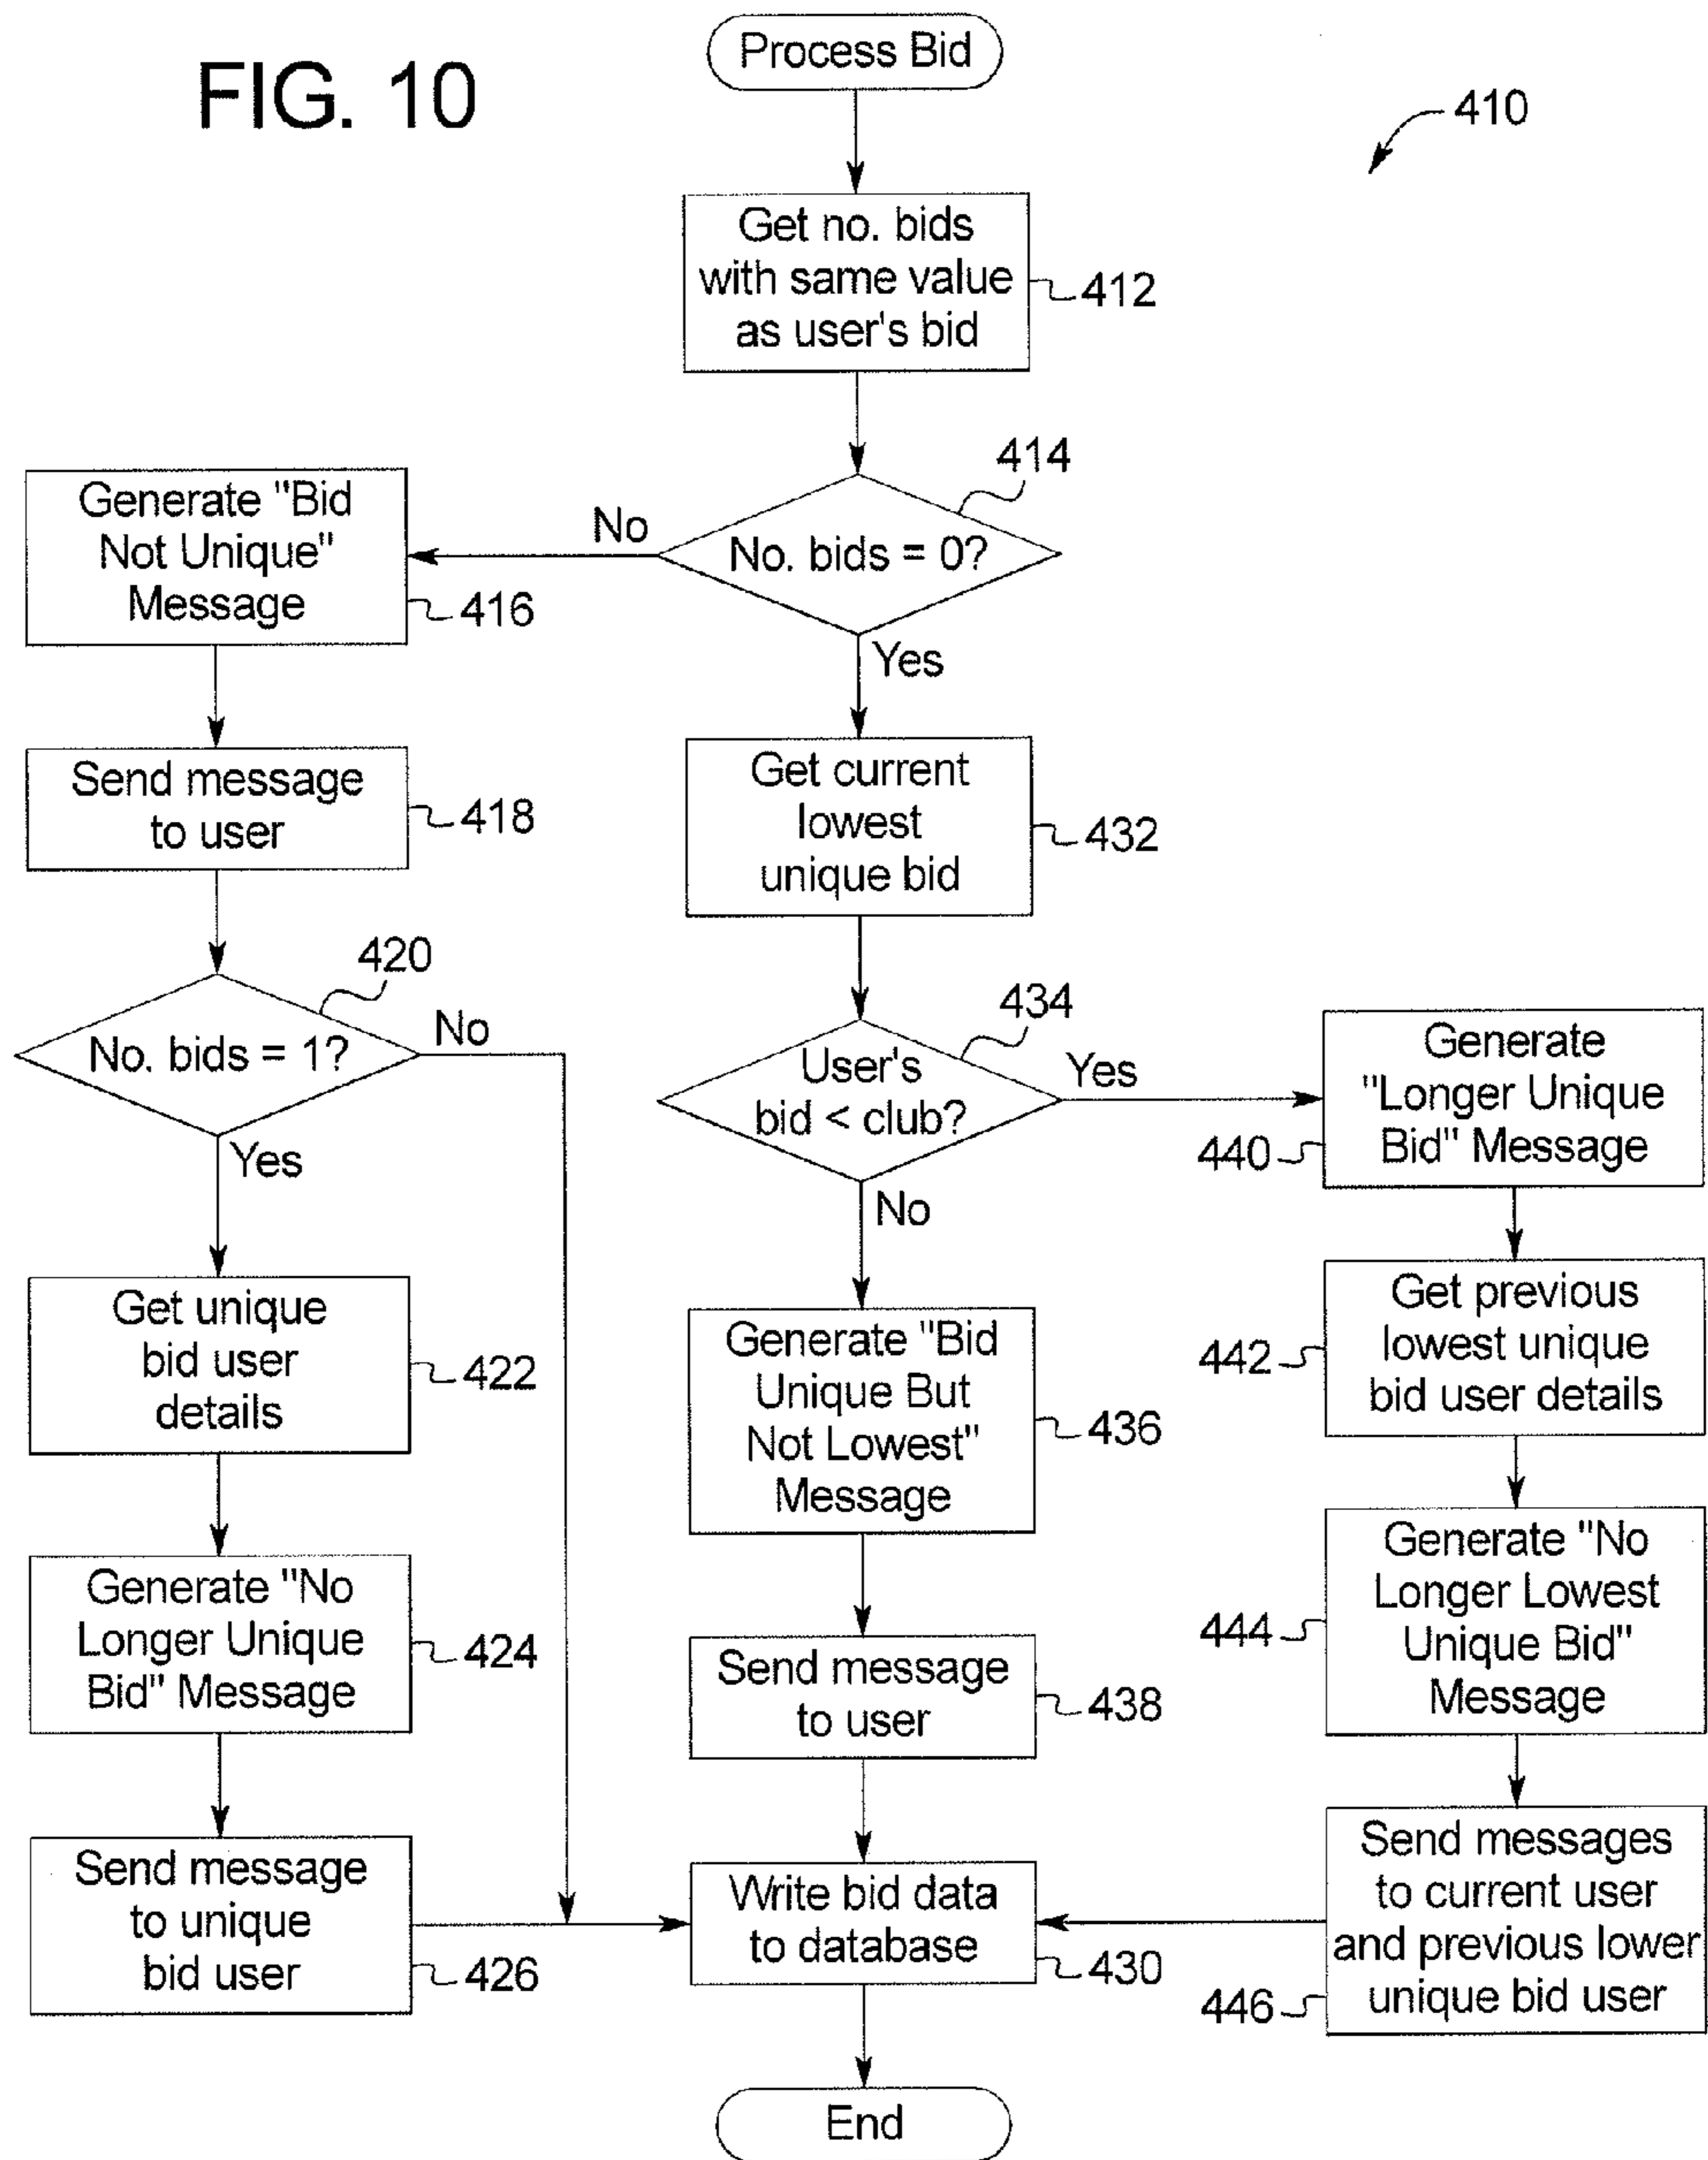 FIG. 10
Process Bid
410
Get no. bids
with same value
as user's bid
412
414
No. bids = 0?
No
Yes
Generate "Bid
Not Unique"
Message
416
Send message
to user
418
420
No. bids = 1?
No
Yes
Get unique
bid user
details
422
Generate "No
Longer Unique
Bid" Message
424
Send message
to unique
bid user
426
Get current
lowest
unique bid
432
434
User's
bid < club?
Yes
No
Generate "Bid
Unique But
Not Lowest"
Message
436
Send message
to user
438
Write bid data
to database
430
End
Generate
"Longer Unique
Bid" Message
440
Get previous
lowest unique
bid user details
442
Generate "No
Longer Lowest
Unique Bid"
Message
444
Send messages
to current user
and previous lower
unique bid user
446